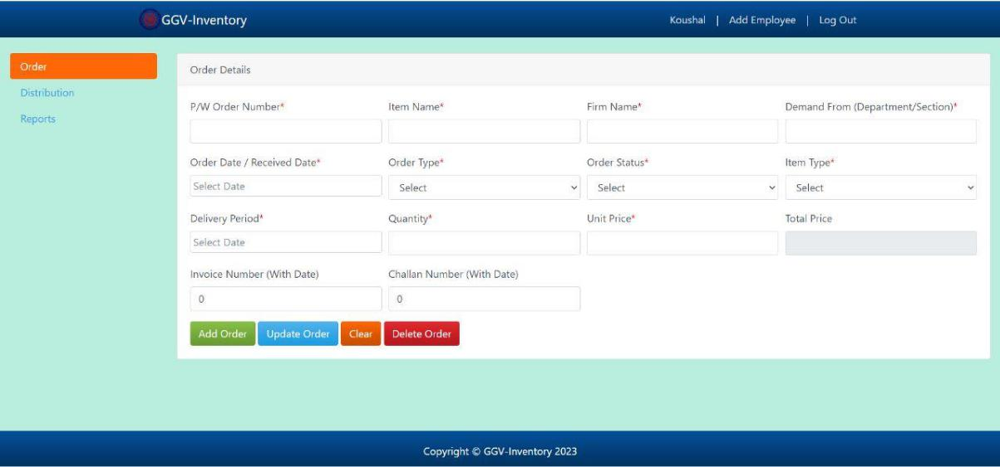 GGV-Inventory
Koushal | Add Employee | Log Out
Order
Distribution
Reports
Order Details
P/W Order Number* Item Name* Firm Name* Demand From (Department/Section)*
Order Date / Received Date* Order Type* Order Status* Item Type*
Select Date Select Select Select
Delivery Period* Quantity* Unit Price* Total Price
Select Date
Invoice Number (With Date) Challan Number (With Date)
0 0
Add Order Update Order Clear Delete Order
Copyright © GGV-Inventory 2023